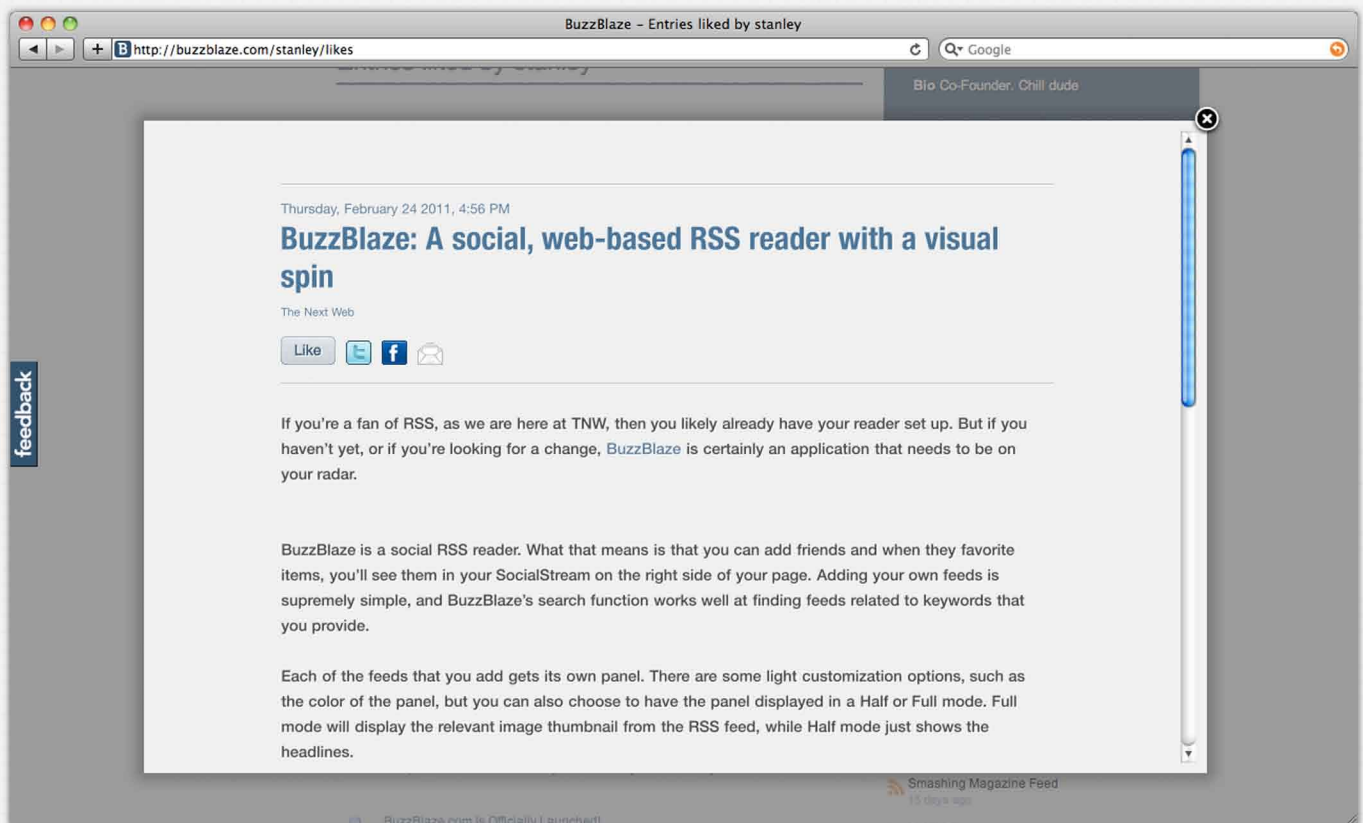 BuzzBlaze – Entries liked by stanley
http://buzzblaze.com/stanley/likes
Google
Entries liked by stanley
Bio Co-Founder. Chill dude
Thursday, February 24 2011, 4:56 PM
BuzzBlaze: A social, web-based RSS reader with a visual
spin
The Next Web
Like
feedback
If you’re a fan of RSS, as we are here at TNW, then you likely already have your reader set up. But if you
haven’t yet, or if you’re looking for a change, BuzzBlaze is certainly an application that needs to be on
your radar.
BuzzBlaze is a social RSS reader. What that means is that you can add friends and when they favorite
items, you’ll see them in your SocialStream on the right side of your page. Adding your own feeds is
supremely simple, and BuzzBlaze’s search function works well at finding feeds related to keywords that
you provide.
Each of the feeds that you add gets its own panel. There are some light customization options, such as
the color of the panel, but you can also choose to have the panel displayed in a Half or Full mode. Full
mode will display the relevant image thumbnail from the RSS feed, while Half mode just shows the
headlines.
Smashing Magazine Feed
15 days ago
BuzzBlaze.com is Officially Launched!